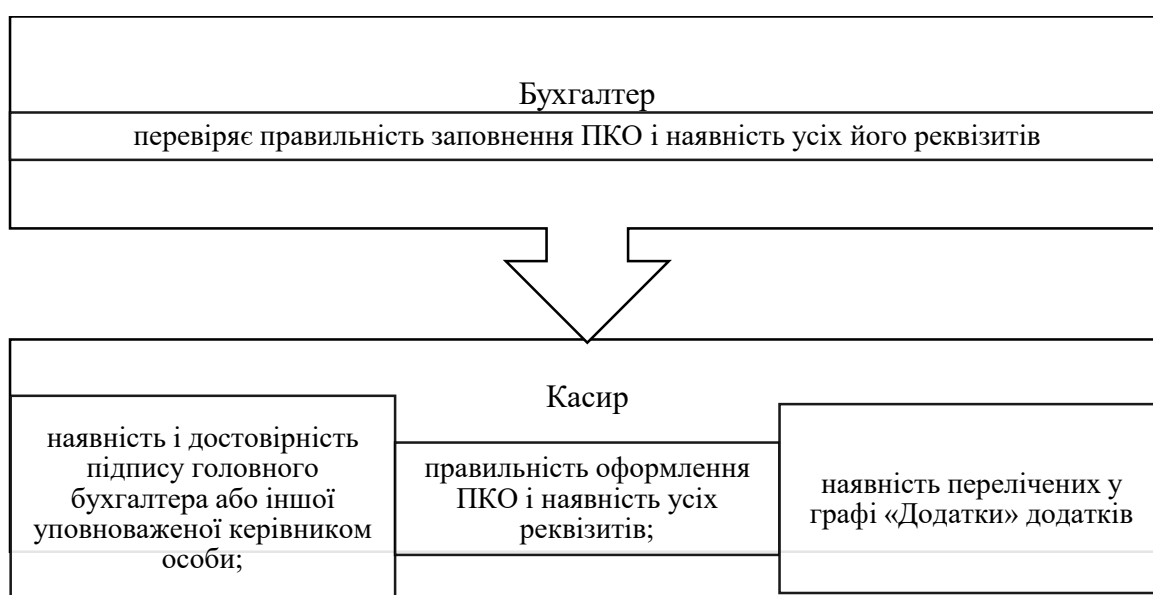 Бухгалтер
перевіряє правильність заповнення ПКО і наявність усіх його реквізитів
Касир
наявність і достовірність
підпису головного
бухгалтера або іншої
уповноваженої керівником
особи;
правильність оформлення
ПКО і наявність усіх
реквізитів;
наявність перелічених у
графі «Додатки» додатків